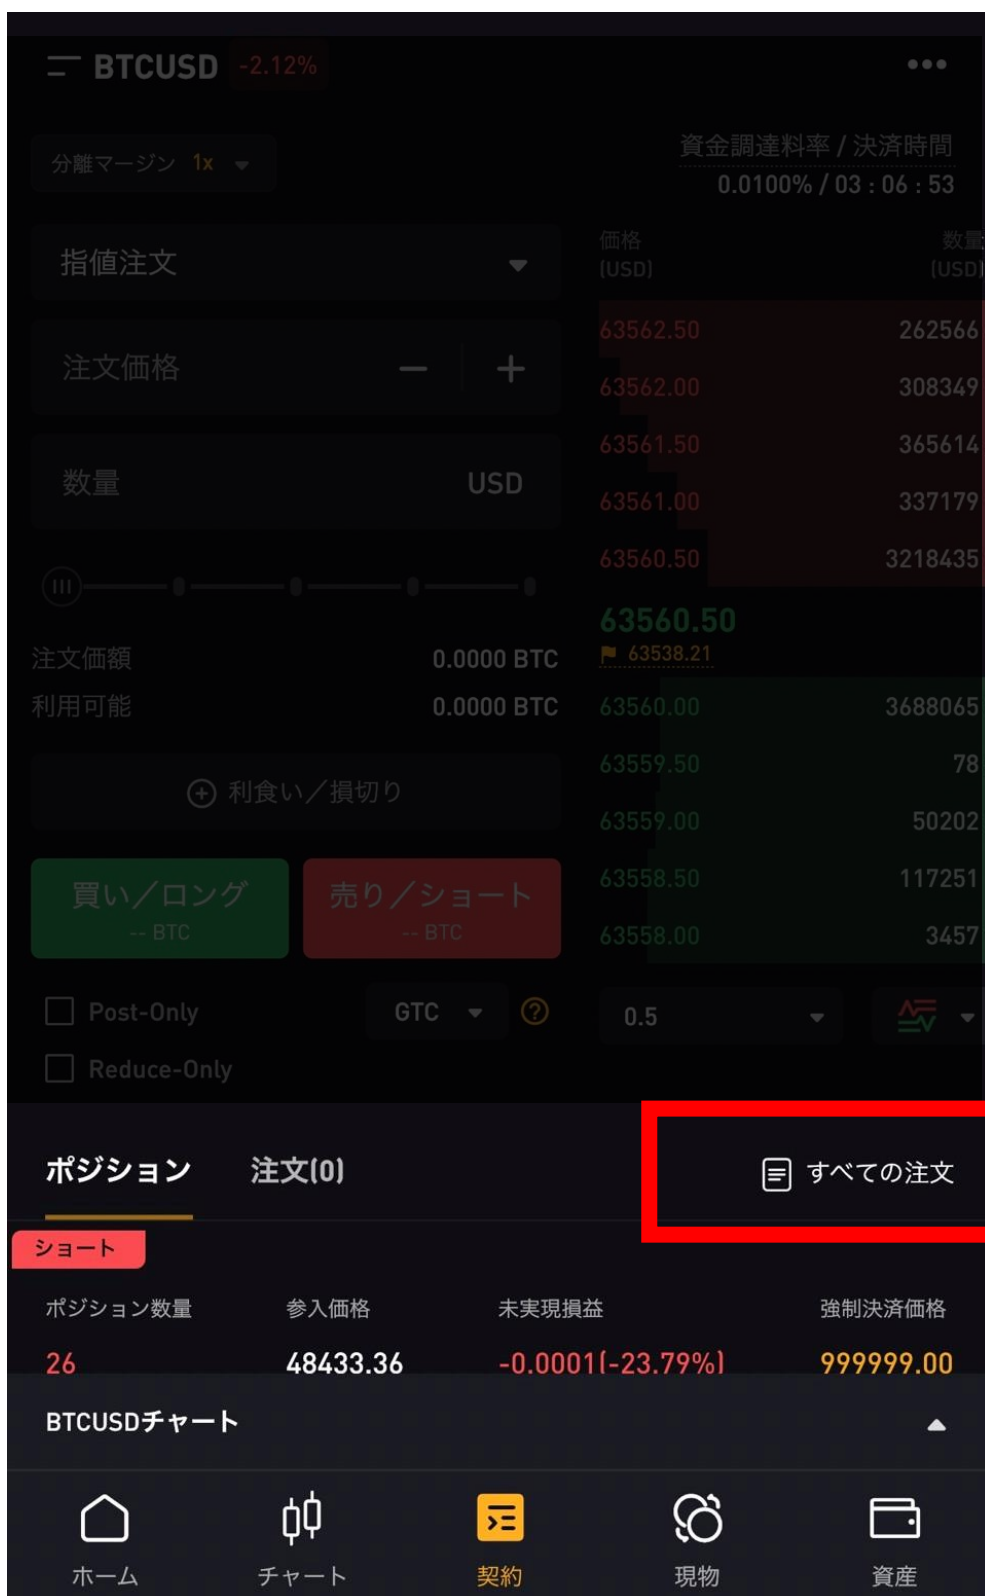 BTCUSD -2.12%
分離マージン 1x
資金調達料率 / 決済時間
0.0100% / 03 : 06 : 53
指値注文
注文価格
数量 USD
注文価額 0.0000 BTC
利用可能 0.0000 BTC
利食い／損切り
買い／ロング
-- BTC
売り／ショート
-- BTC
Post-Only
GTC
Reduce-Only
価格 数量
(USD) (USD)
63562.50 262566
63562.00 308349
63561.50 365614
63561.00 337179
63560.50 3218435
63560.50
63538.21
63560.00 3688065
63559.50 78
63559.00 50202
63558.50 117251
63558.00 3457
0.5
ポジション 注文(0) すべての注文
ショート
ポジション数量 参入価格 未実現損益 強制決済価格
26 48433.36 -0.0001(-23.79%) 999999.00
BTCUSDチャート
ホーム チャート 契約 現物 資産